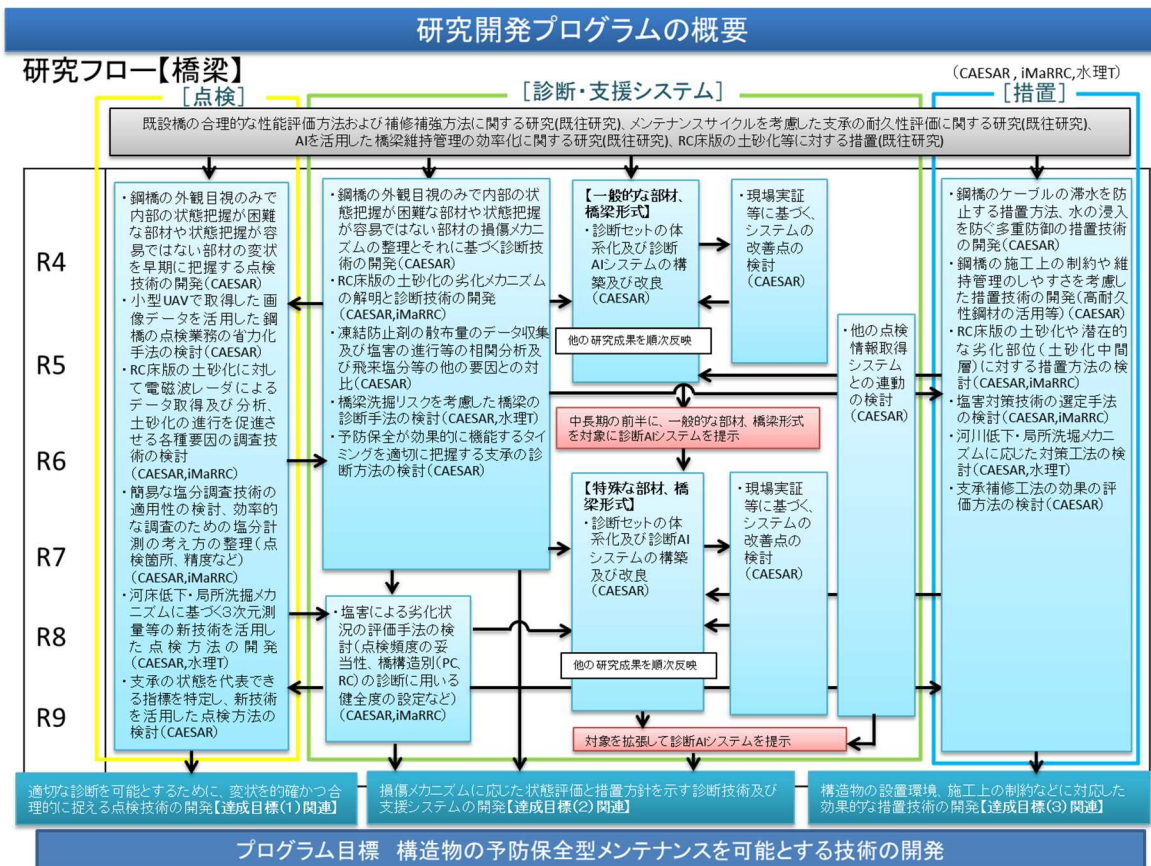 研究開発プログラムの概要
研究フロー【橋梁】
(CAESAR , iMaRRC,水理T)
[点検]
[診断・支援システム]
[措置]
既設橋の合理的な性能評価方法および補修補強方法に関する研究(既往研究)、メンテナンスサイクルを考慮した支承の耐久性評価に関する研究(既往研究)、
AIを活用した橋梁維持管理の効率化に関する研究(既往研究)、RC床版の土砂化等に対する措置(既往研究)
R4
R5
R6
R7
R8
R9
・鋼橋の外観目視のみで
内部の状態把握が困難
な部材や状態把握が容
易ではない部材の変状
を早期に把握する点検
技術の開発(CAESAR)
・小型UAVで取得した画
像データを活用した鋼
橋の点検業務の省力化
手法の検討(CAESAR)
・RC床版の土砂化に対し
て電磁波レーダによる
データ取得及び分析、
土砂化の進行を促進さ
せる各種要因の調査技
術の検討
(CAESAR,iMaRRC)
・簡易な塩分調査技術の
適用性の検討、効率的
な調査のための塩分計
測の考え方の整理(点
検箇所、精度など)
(CAESAR,iMaRRC)
・河床低下・局所洗掘メカ
ニズムに基づく3次元測
量等の新技術を活用し
た点検方法の開発
(CAESAR,水理T)
・支承の状態を代表でき
る指標を特定し、新技術
を活用した点検方法の
検討(CAESAR)
・鋼橋の外観目視のみで内部の状
態把握が困難な部材や状態把握
が容易ではない部材の損傷メカ
ニズムの整理とそれに基づく診断技
術の開発(CAESAR)
・RC床版の土砂化の劣化メカニズム
の解明と診断技術の開発
(CAESAR,iMaRRC)
・凍結防止剤の散布量のデータ収集
及び塩害の進行等の相関分析及
び飛来塩分等の他の要因との対
比(CAESAR)
・橋梁洗掘リスクを考慮した橋梁の
診断手法の検討(CAESAR,水理T)
・予防保全が効果的に機能するタイ
ミングを適切に把握する支承の診
断方法の検討(CAESAR)
・塩害による劣化状
況の評価手法の検
討(点検頻度の妥
当性、橋構造別(PC,
RC)の診断に用いる
健全度の設定など)
(CAESAR,iMaRRC)
【一般的な部材、
橋梁形式】
・診断セットの体
系化及び診断
AIシステムの構
築及び改良
(CAESAR)
他の研究成果を順次反映
・現場実証
等に基づく、
システムの
改善点の
検討
(CAESAR)
中長期の前半に、一般的な部材、橋梁形式
を対象に診断AIシステムを提示
【特殊な部材、橋
梁形式】
・診断セットの体
系化及び診断AI
システムの構築
及び改良
(CAESAR)
他の研究成果を順次反映
・現場実証
等に基づく、
システムの
改善点の
検討
(CAESAR)
対象を拡張して診断AIシステムを提示
・他の点検
情報取得
システム
との連動
の検討
(CAESAR)
・鋼橋のケーブルの滞水を防
止する措置方法、水の浸入
を防ぐ多重防御の措置技術
の開発(CAESAR)
・鋼橋の施工上の制約や維
持管理のしやすさを考慮し
た措置技術の開発(高耐久
性鋼材の活用等)(CAESAR)
・RC床版の土砂化や潜在的
な劣化部位(土砂化中間
層)に対する措置方法の検
討(CAESAR,iMaRRC)
・塩害対策技術の選定手法
の検討(CAESAR,iMaRRC)
・河川低下・局所洗掘メカニ
ズムに応じた対策工法の検
討(CAESAR,水理T)
・支承補修工法の効果の評
価方法の検討(CAESAR)
適切な診断を可能とするために、変状を的確かつ合
理的に捉える点検技術の開発【達成目標(1)関連】
損傷メカニズムに応じた状態評価と措置方針を示す診断技術及び
支援システムの開発【達成目標(2)関連】
構造物の設置環境、施工上の制約などに対応した
効果的な措置技術の開発【達成目標(3)関連】
プログラム目標 構造物の予防保全型メンテナンスを可能とする技術の開発